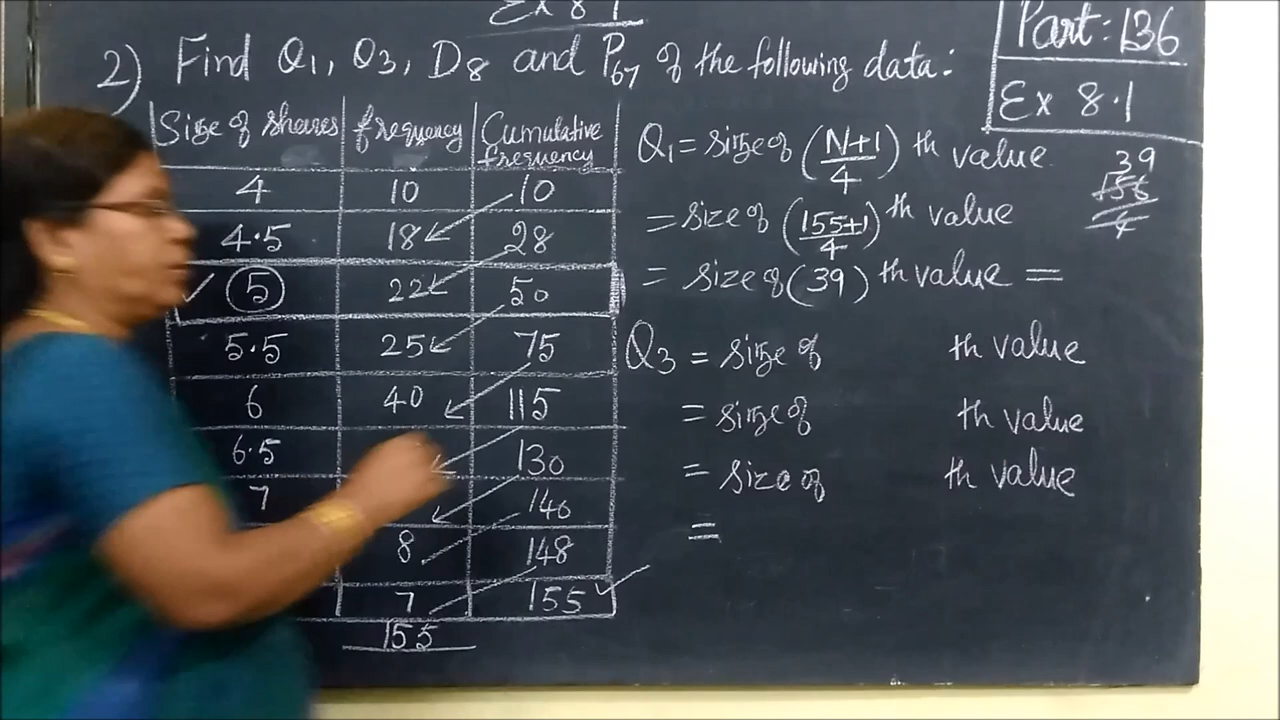 Ex 8.1
Part: 136
Ex 8.1
2) Find Q1, Q3, D8 and P67 of the following data:
Size of shares | frequency | Cumulative frequency
4 | 10 | 10
4.5 | 18 | 28
✓ 5 | 22 | 50
5.5 | 25 | 75
6 | 40 | 115
6.5 | 130
7 | 140
8 | 148
7 | 155 ✓
155
Q1 = size of (N+1/4) th value
= size of (155+1/4) th value
= size of (39) th value =
39
156
4
Q3 = size of th value
= size of th value
= size of th value
=